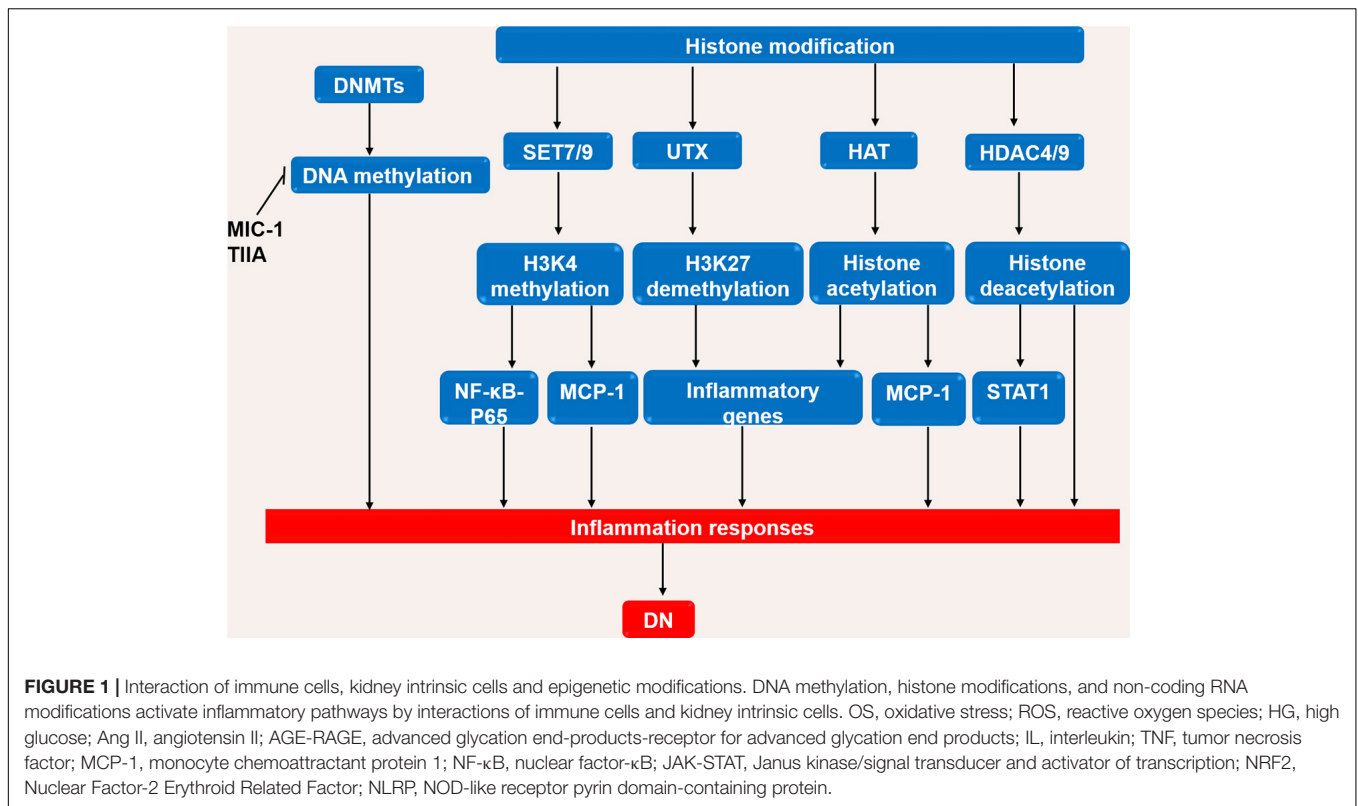 Histone modification
DNMTs
SET7/9
UTX
HAT
HDAC4/9
DNA methylation
MIC-1
TIIA
H3K4
methylation
H3K27
demethylation
Histone
acetylation
Histone
deacetylation
NF-κB-
P65
MCP-1
Inflammatory
genes
MCP-1
STAT1
Inflammation responses
DN
FIGURE 1 | Interaction of immune cells, kidney intrinsic cells and epigenetic modifications. DNA methylation, histone modifications, and non-coding RNA
modifications activate inflammatory pathways by interactions of immune cells and kidney intrinsic cells. OS, oxidative stress; ROS, reactive oxygen species; HG, high
glucose; Ang II, angiotensin II; AGE-RAGE, advanced glycation end-products-receptor for advanced glycation end products; IL, interleukin; TNF, tumor necrosis
factor; MCP-1, monocyte chemoattractant protein 1; NF-κB, nuclear factor-κB; JAK-STAT, Janus kinase/signal transducer and activator of transcription; NRF2,
Nuclear Factor-2 Erythroid Related Factor; NLRP, NOD-like receptor pyrin domain-containing protein.